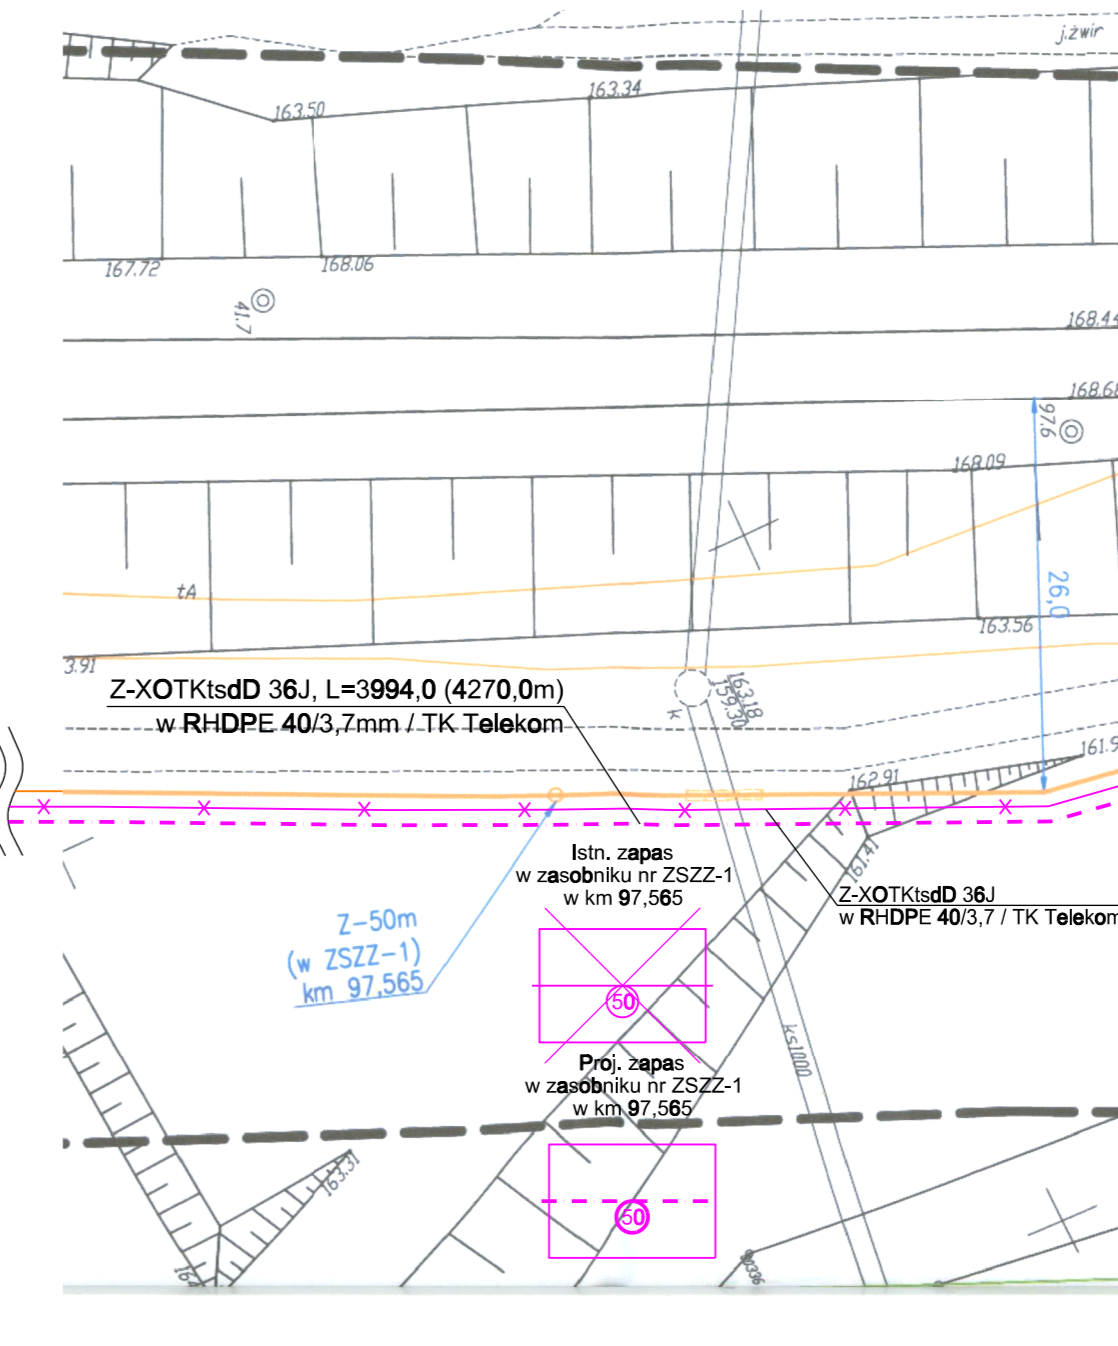 j.żwir
163.50
163.34
167.72
168.06
41.7
168.44
168.68
97.6
168.09
tA
26,0
163.56
3.91
Z-XOTKtsdD 36J, L=3994,0 (4270,0m)
w RHDPE 40/3,7mm / TK Telekom
163.18
159.30
k
161.9
162.91
161.41
Istn. zapas
w zasobniku nr ZSZZ-1
w km 97,565
Z-XOTKtsdD 36J
w RHDPE 40/3,7 / TK Telekom
Z-50m
(w ZSZZ-1)
km 97,565
50
ks1000
Proj. zapas
w zasobniku nr ZSZZ-1
w km 97,565
163.31
50
164